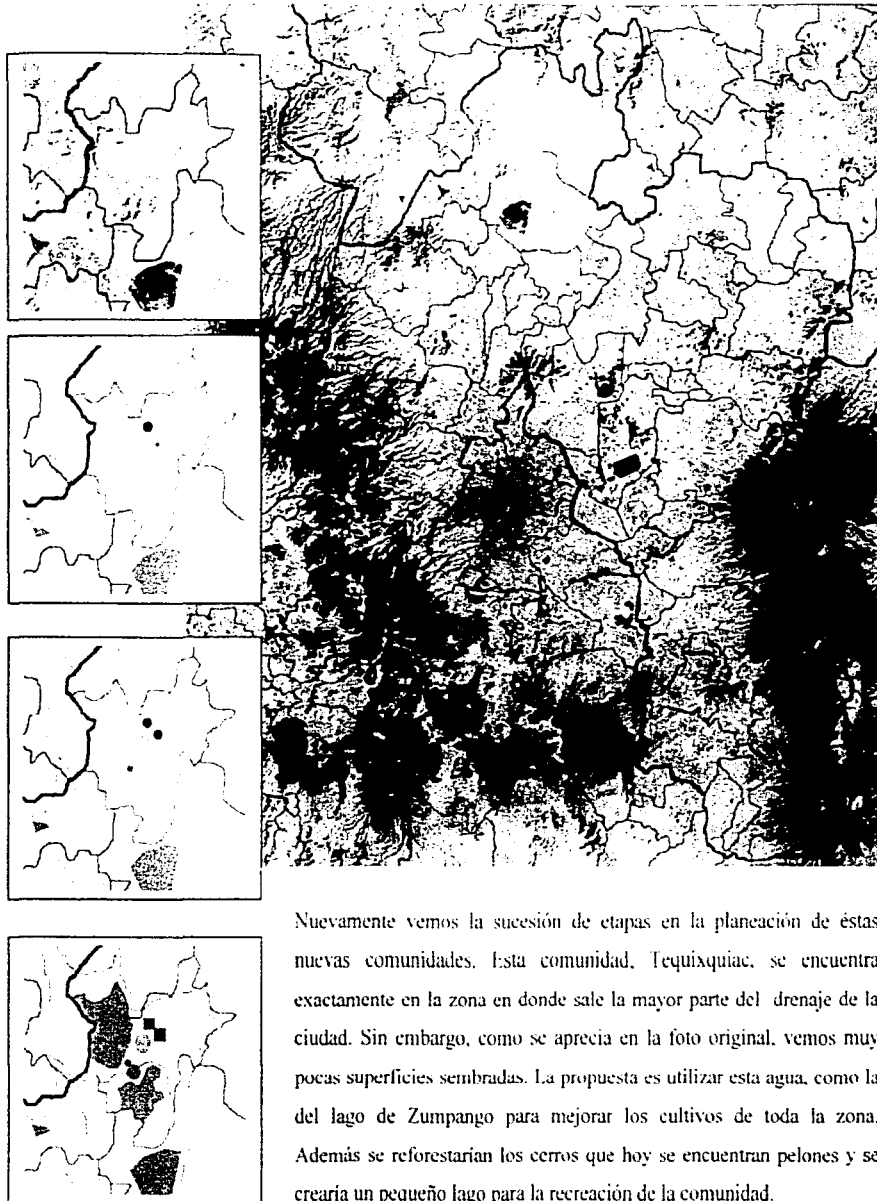 Nuevamente vemos la sucesión de etapas en la planeación de éstas
nuevas comunidades. Esta comunidad, Tequixquiac, se encuentra
exactamente en la zona en donde sale la mayor parte del drenaje de la
ciudad. Sin embargo, como se aprecia en la foto original, vemos muy
pocas superficies sembradas. La propuesta es utilizar esta agua, como la
del lago de Zumpango para mejorar los cultivos de toda la zona.
Además se reforestarían los cerros que hoy se encuentran pelones y se
crearía un pequeño lago para la recreación de la comunidad.